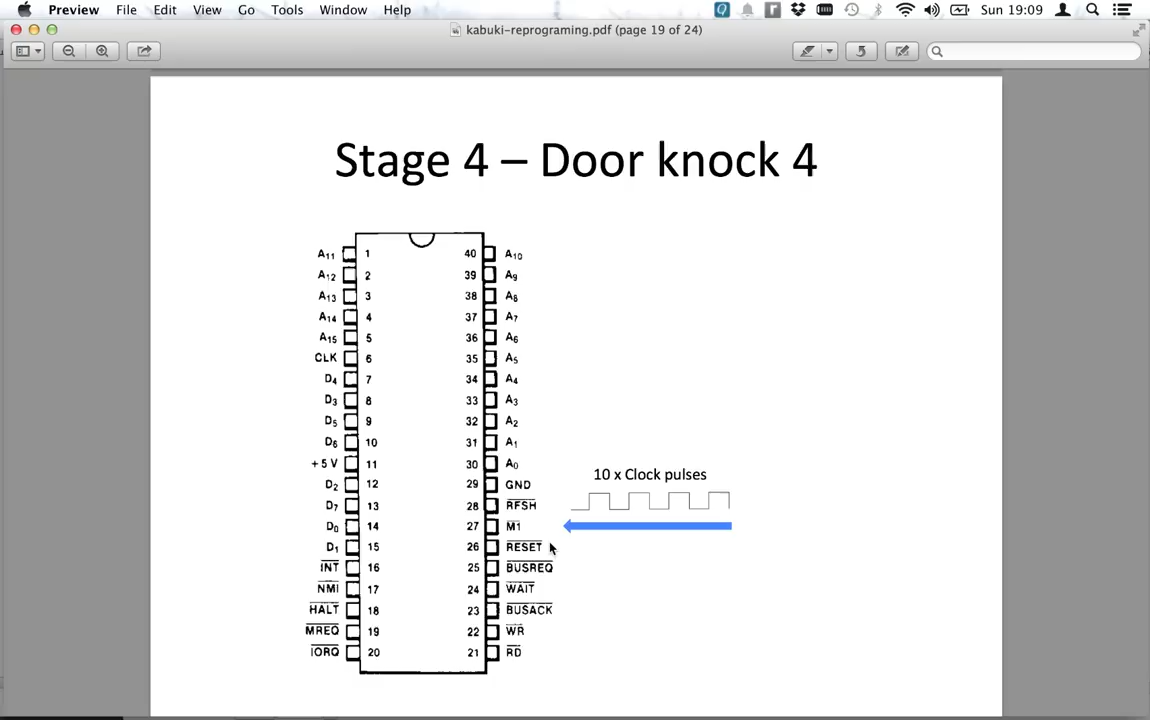 Preview File Edit View Go Tools Window Help Sun 19:09
kabuki-reprograming.pdf (page 19 of 24)
Stage 4 – Door knock 4
A11 1 40 A10
A12 2 39 A9
A13 3 38 A8
A14 4 37 A7
A15 5 36 A6
CLK 6 35 A5
D4 7 34 A4
D3 8 33 A3
D5 9 32 A2
D6 10 31 A1
+5 V 11 30 A0
10 x Clock pulses
D2 12 29 GND
D7 13 28 RFSH
D0 14 27 M1
D1 15 26 RESET
INT 16 25 BUSREQ
NMI 17 24 WAIT
HALT 18 23 BUSACK
MREQ 19 22 WR
IORQ 20 21 RD